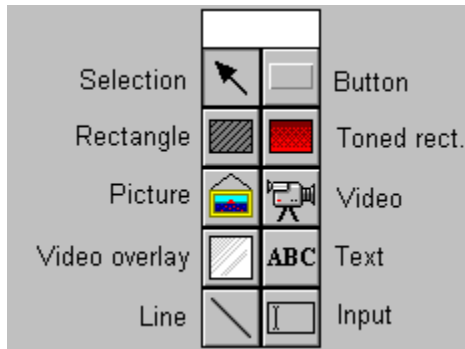 Selection Button
Rectangle Toned rect.
Picture Video
Video overlay ABC Text
Line Input